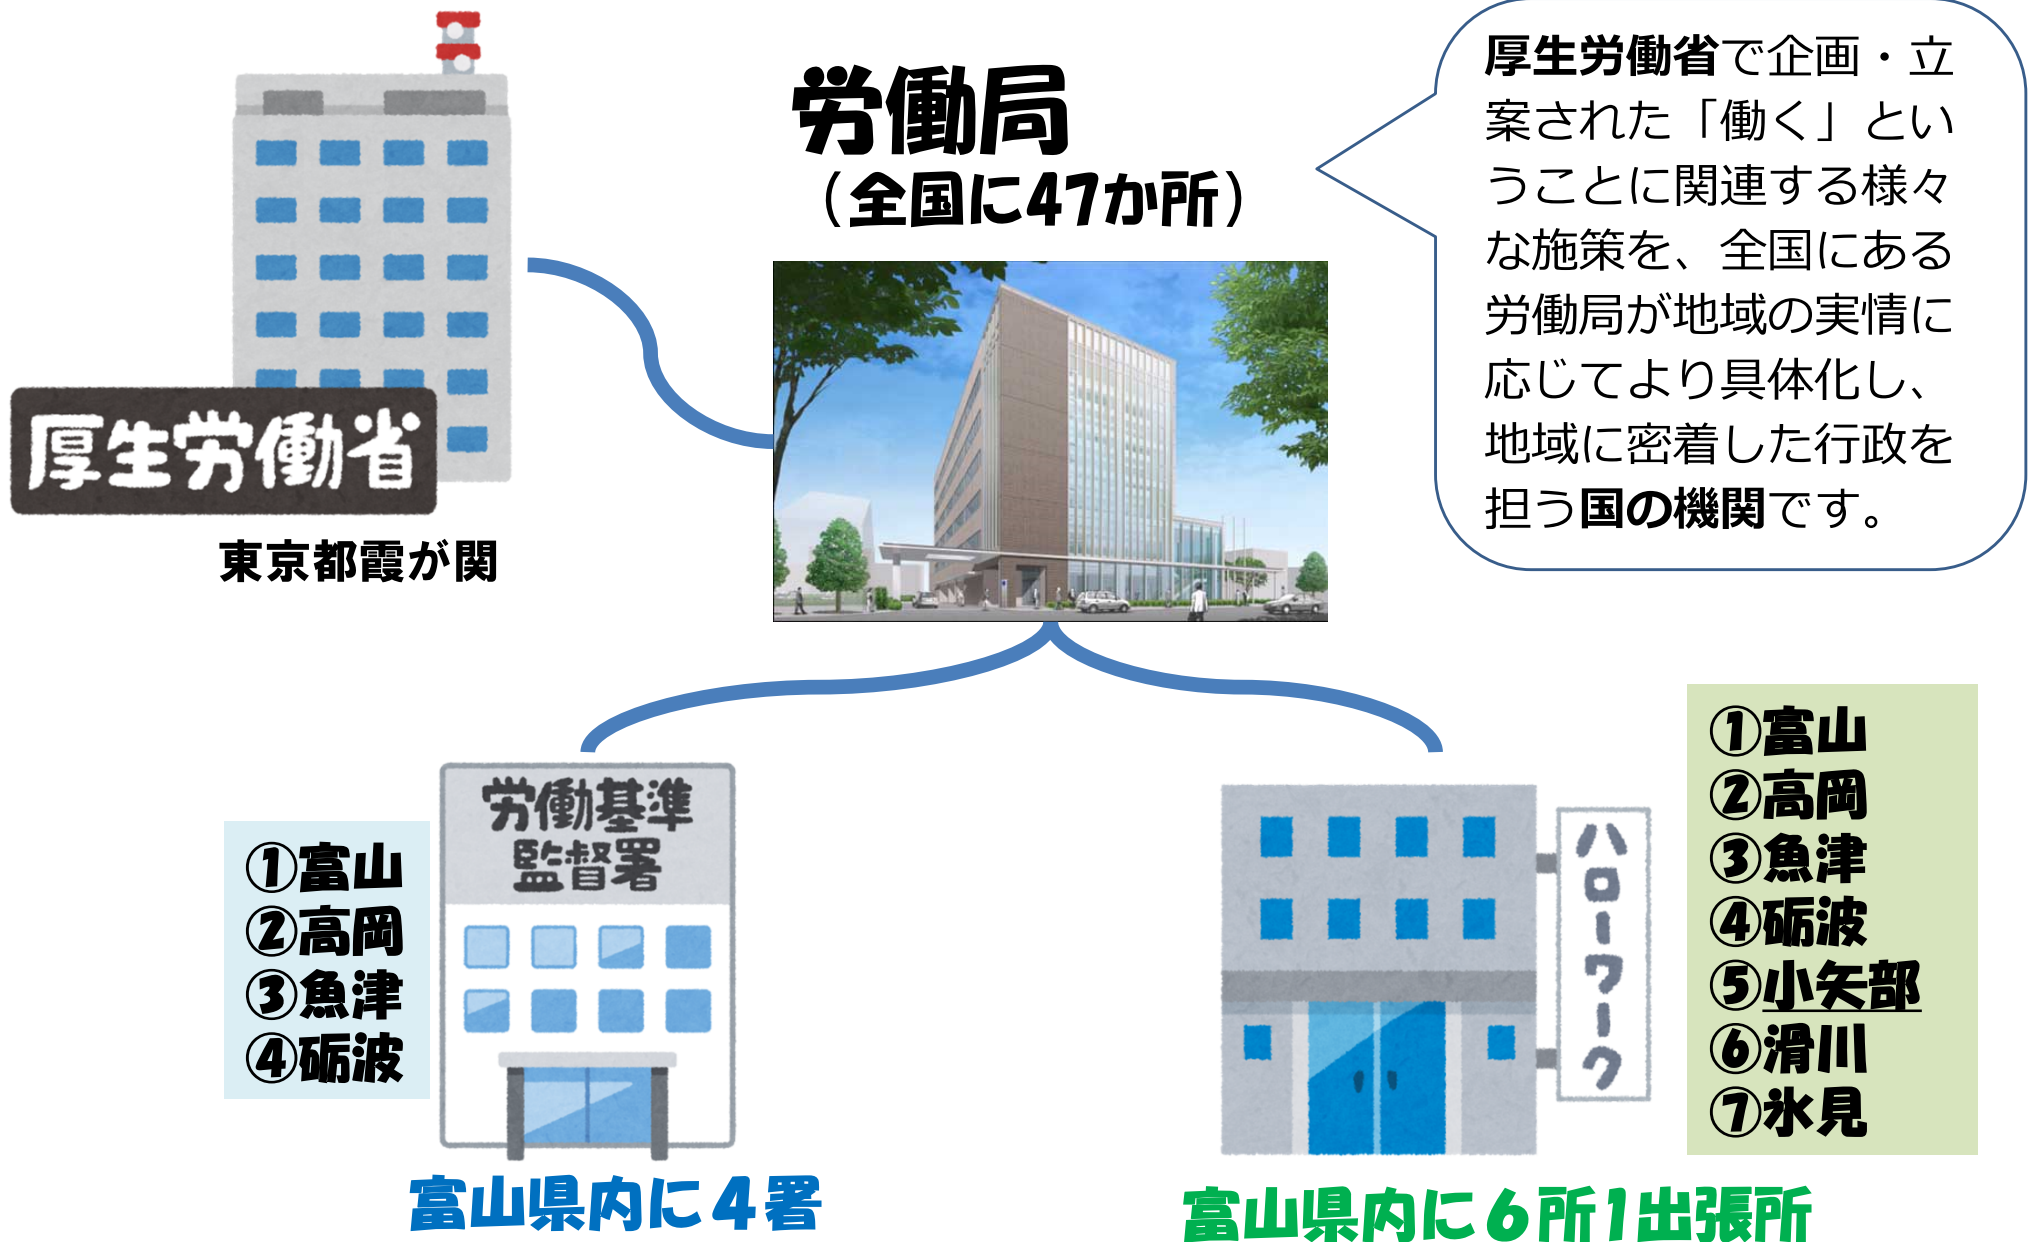 厚生労働省
東京都霞が関
労働局
（全国に47か所）
厚生労働省で企画・立
案された「働く」とい
うことに関連する様々
な施策を、全国にある
労働局が地域の実情に
応じてより具体化し、
地域に密着した行政を
担う国の機関です。
①富山
②高岡
③魚津
④砺波
労働基準
監督署
富山県内に４署
ハローワーク
①富山
②高岡
③魚津
④砺波
⑤小矢部
⑥滑川
⑦氷見
富山県内に６所1出張所